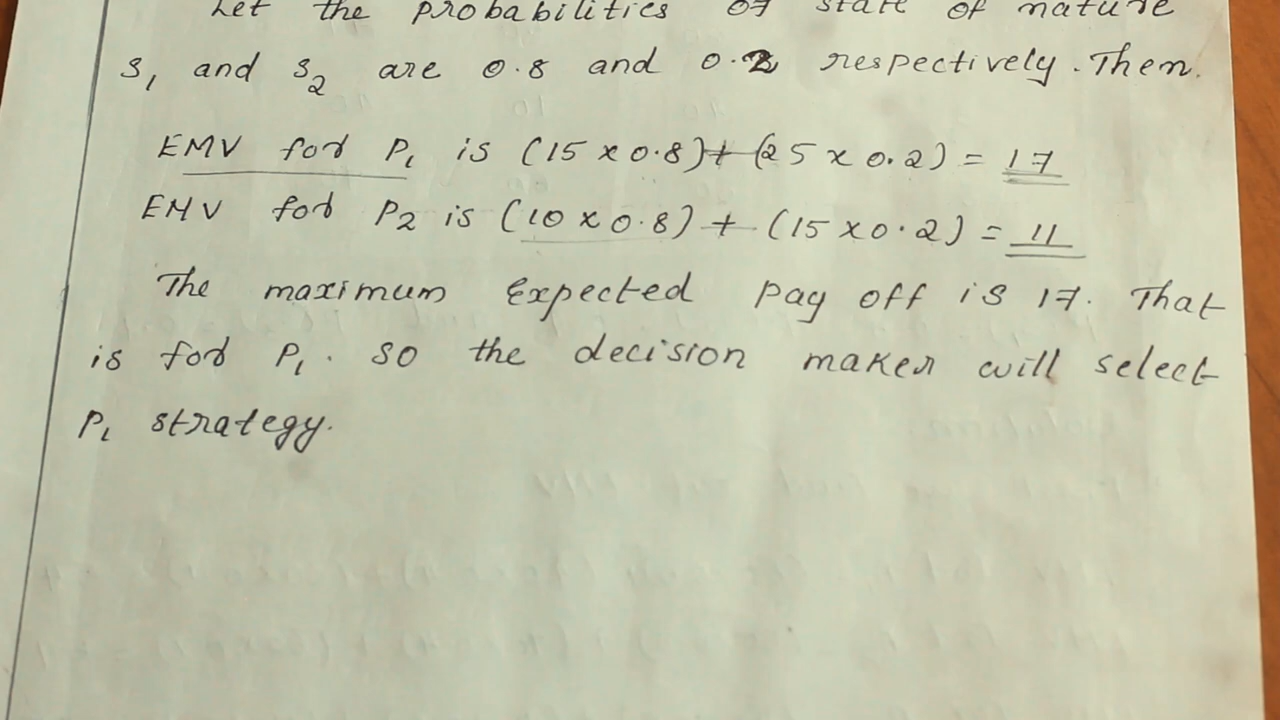 Let the probabilities of state of nature
S1 and S2 are 0.8 and 0.2 respectively. Then.
EMV for P1 is (15 x 0.8) + (25 x 0.2) = 17
EMV for P2 is (10 x 0.8) + (15 x 0.2) = 11
The maximum Expected pay off is 17. That
is for P1. so the decision maker will select
P1 strategy.